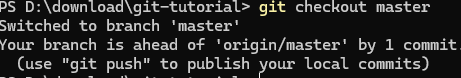 PS D:\download\git-tutorial> git checkout master
Switched to branch 'master'
Your branch is ahead of 'origin/master' by 1 commit.
  (use "git push" to publish your local commits)